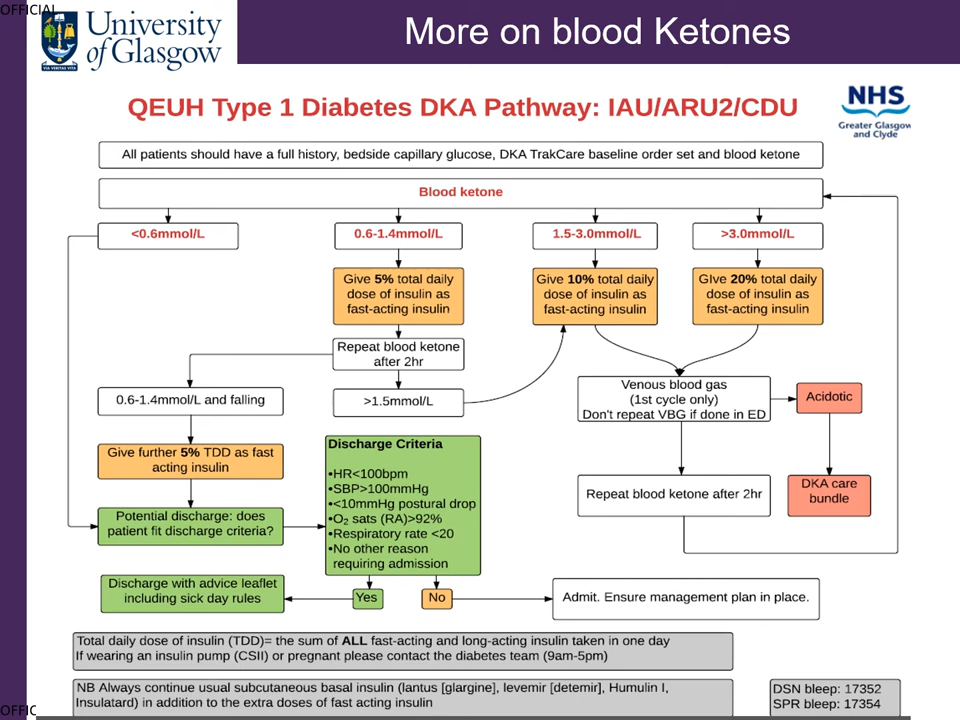 OFFICIAL
University
of Glasgow
VIA VERITAS VITA
More on blood Ketones
QEUH Type 1 Diabetes DKA Pathway: IAU/ARU2/CDU
NHS
Greater Glasgow
and Clyde
All patients should have a full history, bedside capillary glucose, DKA TrakCare baseline order set and blood ketone
Blood ketone
<0.6mmol/L
0.6-1.4mmol/L
1.5-3.0mmol/L
>3.0mmol/L
Give 5% total daily
dose of insulin as
fast-acting insulin
Give 10% total daily
dose of insulin as
fast-acting insulin
GIve 20% total daily
dose of insulin as
fast-acting insulin
Repeat blood ketone
after 2hr
0.6-1.4mmol/L and falling
>1.5mmol/L
Venous blood gas
(1st cycle only)
Don't repeat VBG if done in ED
Acidotic
Give further 5% TDD as fast
acting insulin
Discharge Criteria
•HR<100bpm
•SBP>100mmHg
•<10mmHg postural drop
•O₂ sats (RA)>92%
•Respiratory rate <20
•No other reason
requiring admission
Repeat blood ketone after 2hr
DKA care
bundle
Potential discharge: does
patient fit discharge criteria?
Discharge with advice leaflet
including sick day rules
Yes
No
Admit. Ensure management plan in place.
Total daily dose of insulin (TDD)= the sum of ALL fast-acting and long-acting insulin taken in one day
If wearing an insulin pump (CSII) or pregnant please contact the diabetes team (9am-5pm)
NB Always continue usual subcutaneous basal insulin (lantus [glargine], levemir [detemir], Humulin I,
Insulatard) in addition to the extra doses of fast acting insulin
DSN bleep: 17352
SPR bleep: 17354
OFFIC